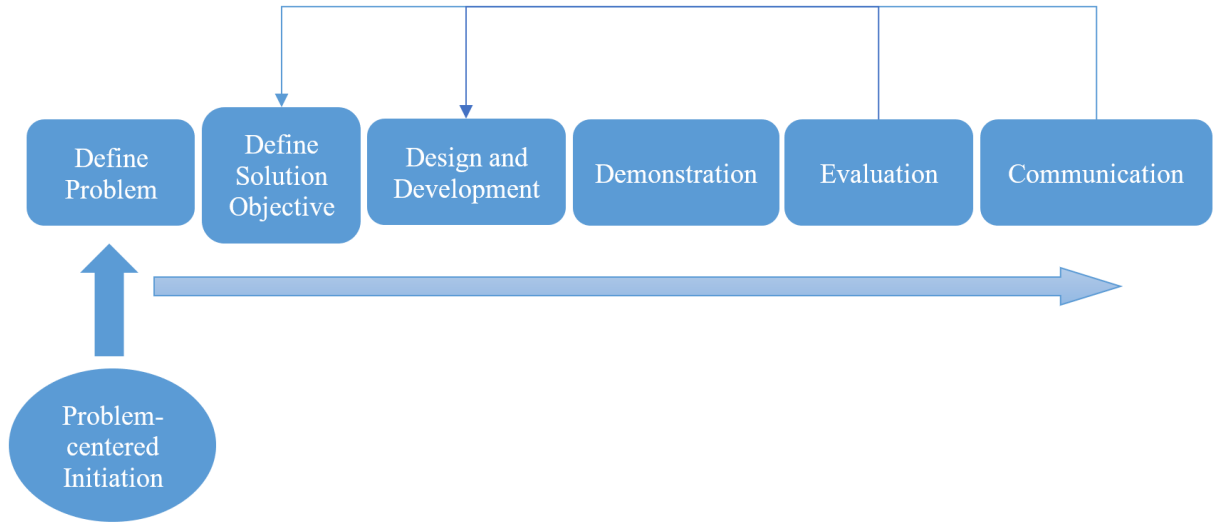 Define
Problem
Define
Solution
Objective
Design and
Development
Demonstration
Evaluation
Communication
Problem-
centered
Initiation